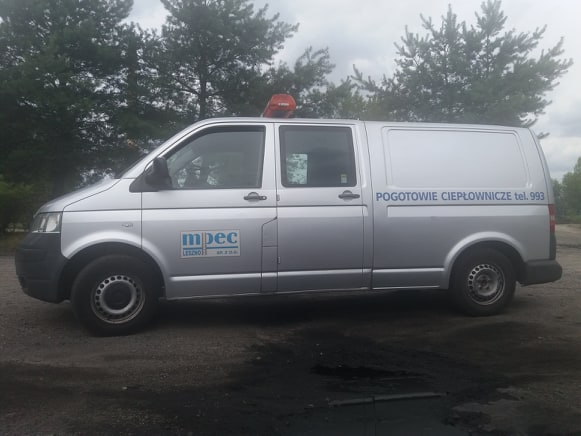 POGOTOWIE CIEPŁOWNICZE tel. 993
mpec
LESZNO sp. z o.o.